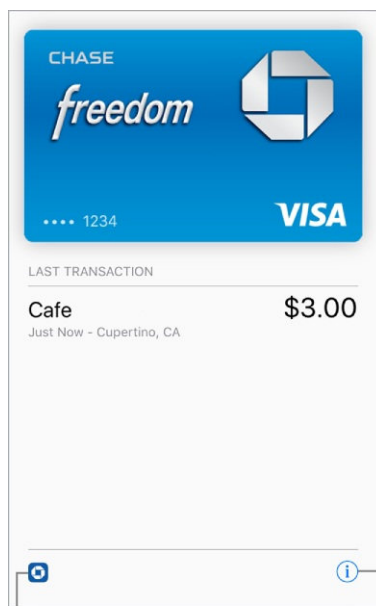 CHASE
freedom
•••• 1234
VISA
LAST TRANSACTION
Cafe $3.00
Just Now - Cupertino, CA